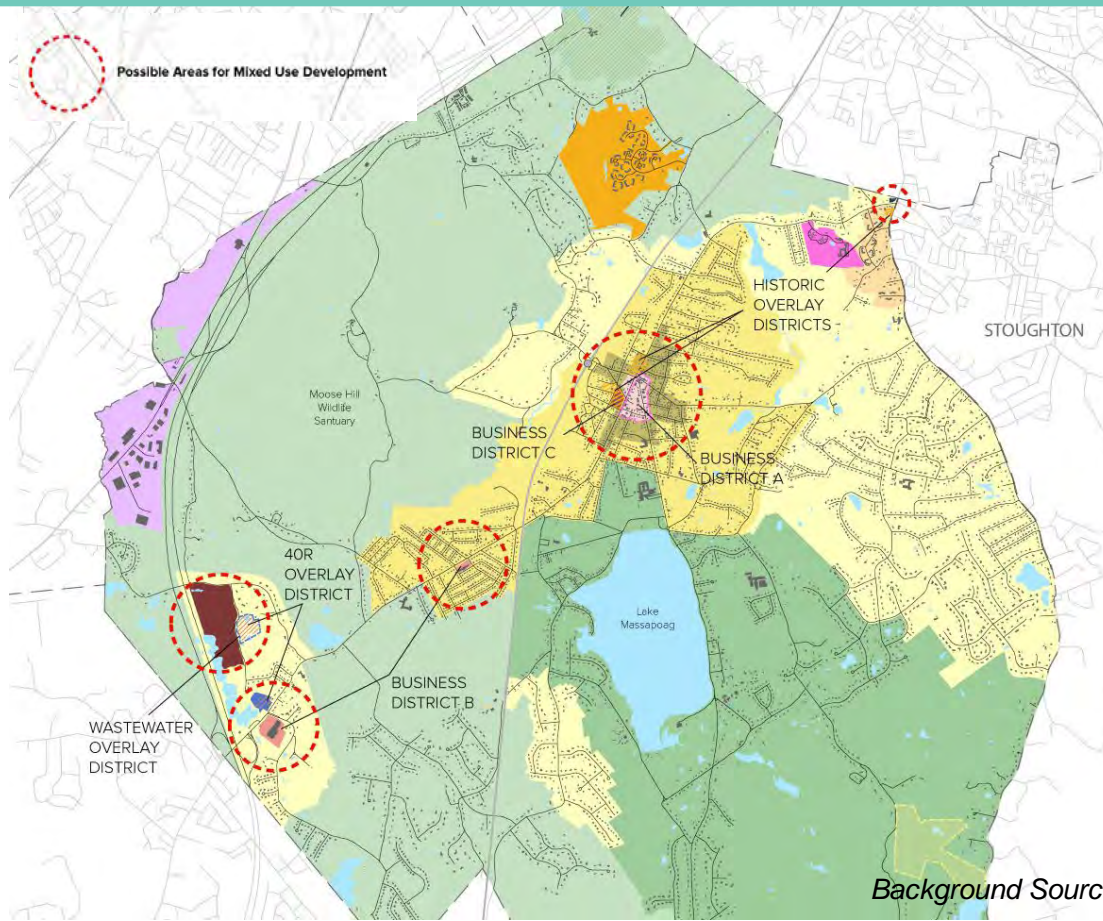 Possible Areas for Mixed Use Development
HISTORIC
OVERLAY
DISTRICTS
STOUGHTON
Moose Hill
Wildlife
Santuary
BUSINESS
DISTRICT C
BUSINESS
DISTRICT A
40R
OVERLAY
DISTRICT
Lake
Massapoag
BUSINESS
DISTRICT B
WASTEWATER
OVERLAY
DISTRICT
Background Sourc